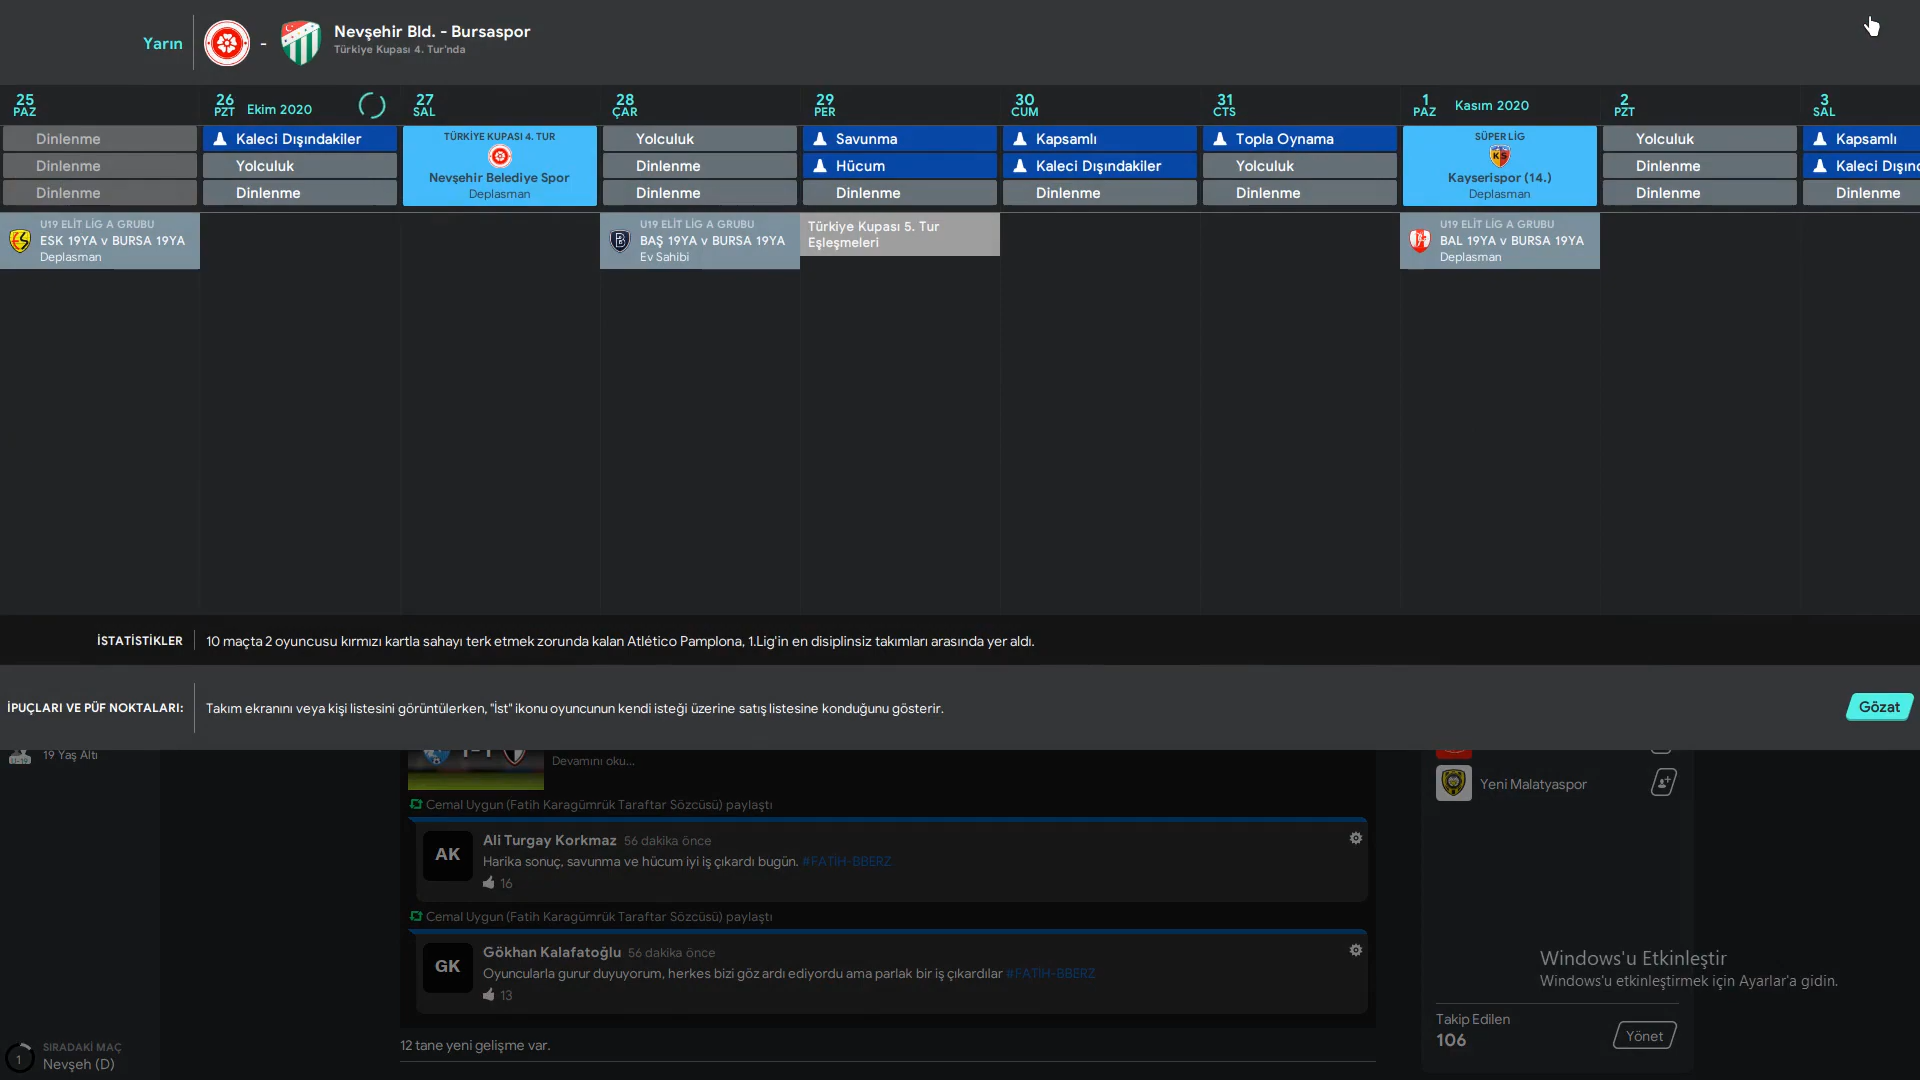 Yarın
-
Nevşehir Bld. - Bursaspor
Türkiye Kupası 4. Tur'nda
25
PAZ
26
PZT
Ekim 2020
27
SAL
28
ÇAR
29
PER
30
CUM
31
CTS
1
PAZ
Kasım 2020
2
PZT
3
SAL
Dinlenme
Dinlenme
Dinlenme
Kaleci Dışındakiler
Yolculuk
Dinlenme
TÜRKİYE KUPASI 4. TUR
Nevşehir Belediye Spor
Deplasman
Yolculuk
Dinlenme
Dinlenme
Savunma
Hücum
Dinlenme
Kapsamlı
Kaleci Dışındakiler
Dinlenme
Topla Oynama
Yolculuk
Dinlenme
SÜPER LİG
KS
Kayserispor (14.)
Deplasman
Yolculuk
Dinlenme
Dinlenme
Kapsamlı
Kaleci Dışınd
Dinlenme
U19 ELİT LİG A GRUBU
ESK 19YA v BURSA 19YA
Deplasman
U19 ELİT LİG A GRUBU
BAŞ 19YA v BURSA 19YA
Ev Sahibi
Türkiye Kupası 5. Tur
Eşleşmeleri
U19 ELİT LİG A GRUBU
BAL 19YA v BURSA 19YA
Deplasman
İSTATİSTİKLER
10 maçta 2 oyuncusu kırmızı kartla sahayı terk etmek zorunda kalan Atlético Pamplona, 1.Lig'in en disiplinsiz takımları arasında yer aldı.
İPUÇLARI VE PÜF NOKTALARI:
Takım ekranını veya kişi listesini görüntülerken, "İst" ikonu oyuncunun kendi isteği üzerine satış listesine konduğunu gösterir.
Gözat
19 Yaş Altı
Devamını oku...
Cemal Uygun (Fatih Karagümrük Taraftar Sözcüsü) paylaştı
AK
Ali Turgay Korkmaz 56 dakika önce
Harika sonuç, savunma ve hücum iyi iş çıkardı bugün. #FATİH-BBERZ
16
Cemal Uygun (Fatih Karagümrük Taraftar Sözcüsü) paylaştı
GK
Gökhan Kalafatoğlu 56 dakika önce
Oyuncularla gurur duyuyorum, herkes bizi göz ardı ediyordu ama parlak bir iş çıkardılar #FATİH-BBERZ
13
12 tane yeni gelişme var.
Yeni Malatyaspor
Windows'u Etkinleştir
Windows'u etkinleştirmek için Ayarlar'a gidin.
Takip Edilen
106
Yönet
1
SIRADAKİ MAÇ
Nevşeh (D)